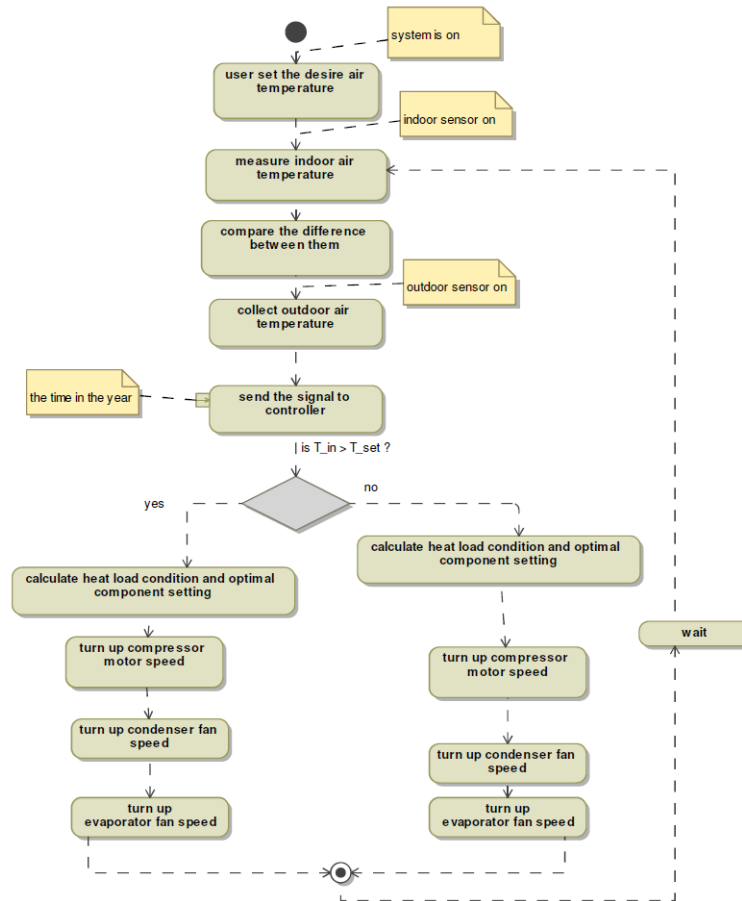 system is on
user set the desire air
temperature
indoor sensor on
measure indoor air
temperature
compare the difference
between them
outdoor sensor on
collect outdoor air
temperature
the time in the year
send the signal to
controller
is T_in > T_set ?
yes
no
calculate heat load condition and optimal
component setting
turn up compressor
motor speed
turn up condenser fan
speed
turn up
evaporator fan speed
calculate heat load condition and optimal
component setting
turn up compressor
motor speed
turn up condenser fan
speed
turn up
evaporator fan speed
wait